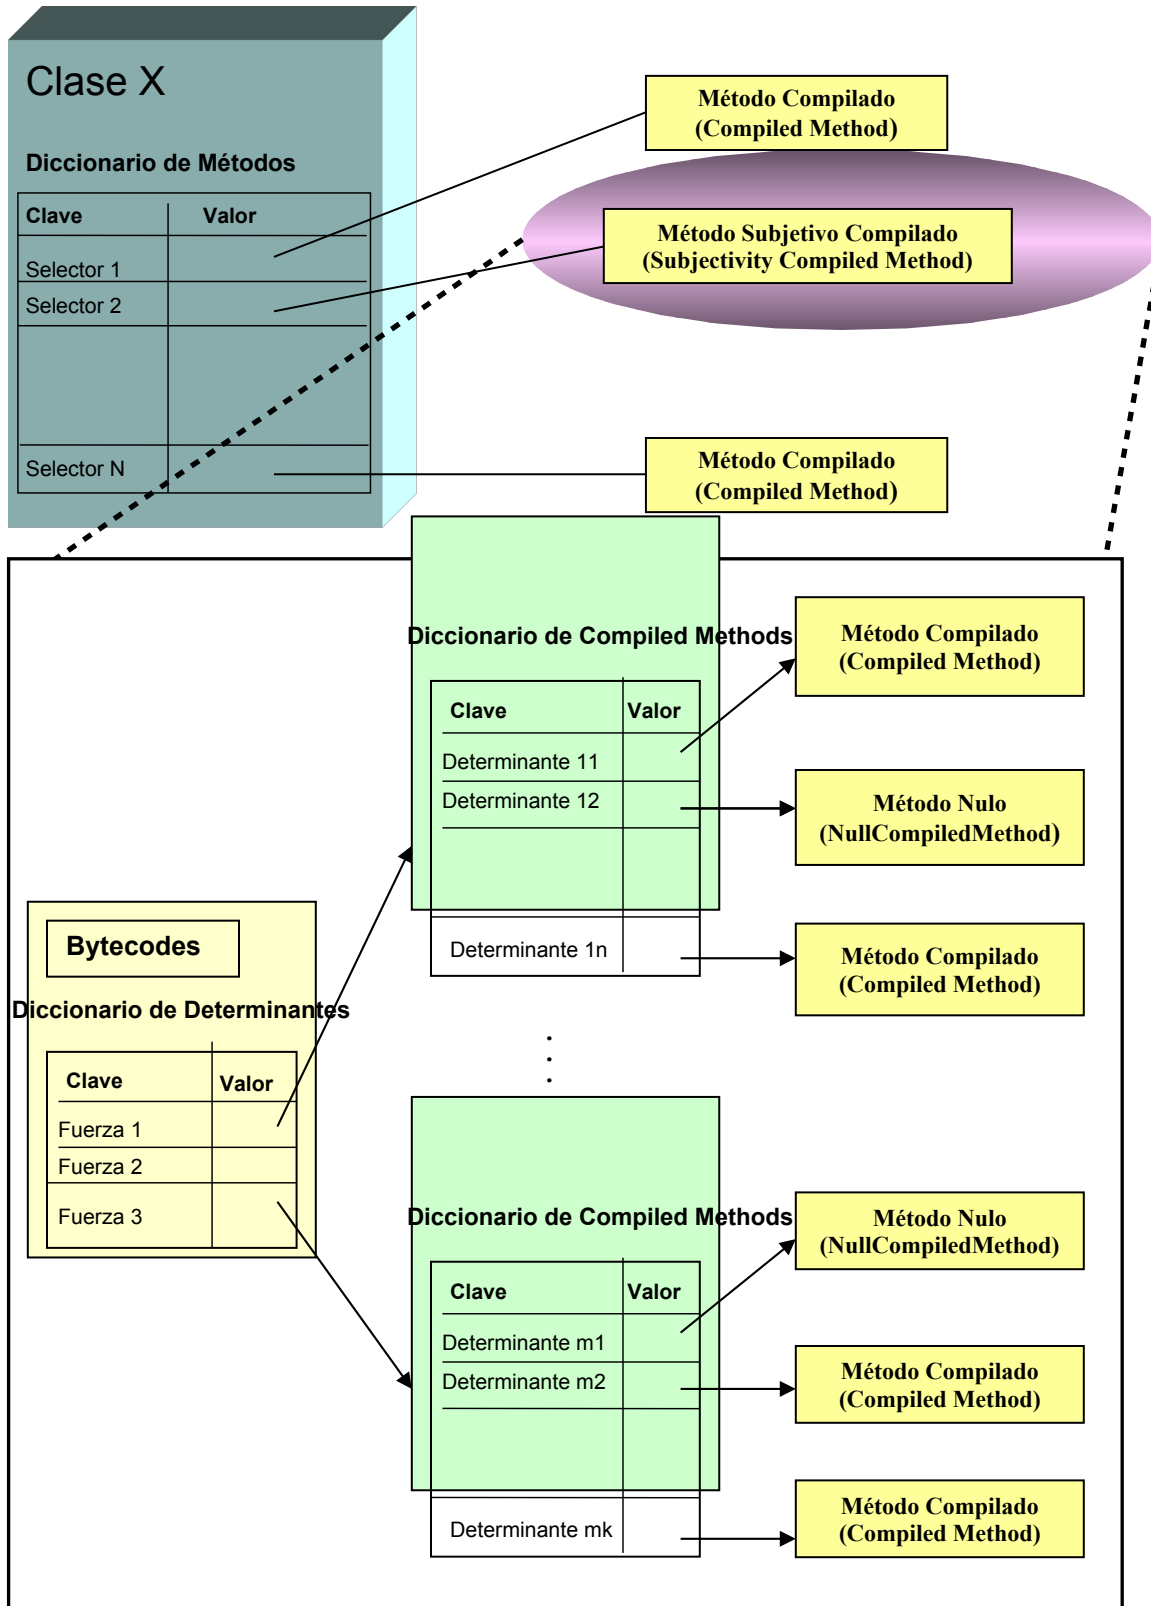 Clase X
Diccionario de Métodos
Clave Valor
Selector 1
Selector 2
Selector N
Método Compilado
(Compiled Method)
Método Subjetivo Compilado
(Subjectivity Compiled Method)
Método Compilado
(Compiled Method)
Diccionario de Compiled Methods
Clave Valor
Determinante 11
Determinante 12
Determinante 1n
Método Compilado
(Compiled Method)
Método Nulo
(NullCompiledMethod)
Método Compilado
(Compiled Method)
Bytecodes
Diccionario de Determinantes
Clave Valor
Fuerza 1
Fuerza 2
Fuerza 3
.
.
.
Diccionario de Compiled Methods
Clave Valor
Determinante m1
Determinante m2
Determinante mk
Método Nulo
(NullCompiledMethod)
Método Compilado
(Compiled Method)
Método Compilado
(Compiled Method)